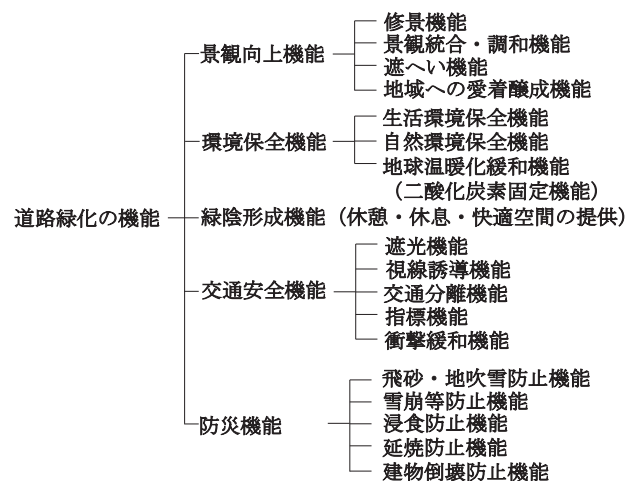 道路緑化の機能
景観向上機能
修景機能
景観統合・調和機能
遮へい機能
地域への愛着醸成機能
環境保全機能
生活環境保全機能
自然環境保全機能
地球温暖化緩和機能
（二酸化炭素固定機能）
緑陰形成機能（休憩・休息・快適空間の提供）
交通安全機能
遮光機能
視線誘導機能
交通分離機能
指標機能
衝撃緩和機能
防災機能
飛砂・地吹雪防止機能
雪崩等防止機能
浸食防止機能
延焼防止機能
建物倒壊防止機能